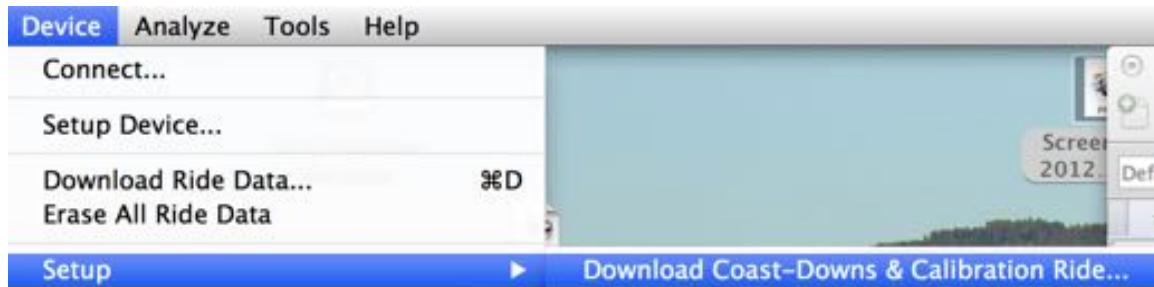 Device Analyze Tools Help
Connect...
Setup Device...
Download Ride Data... ⌘D
Erase All Ride Data
Setup ▶ Download Coast-Downs & Calibration Ride...
2012
Def